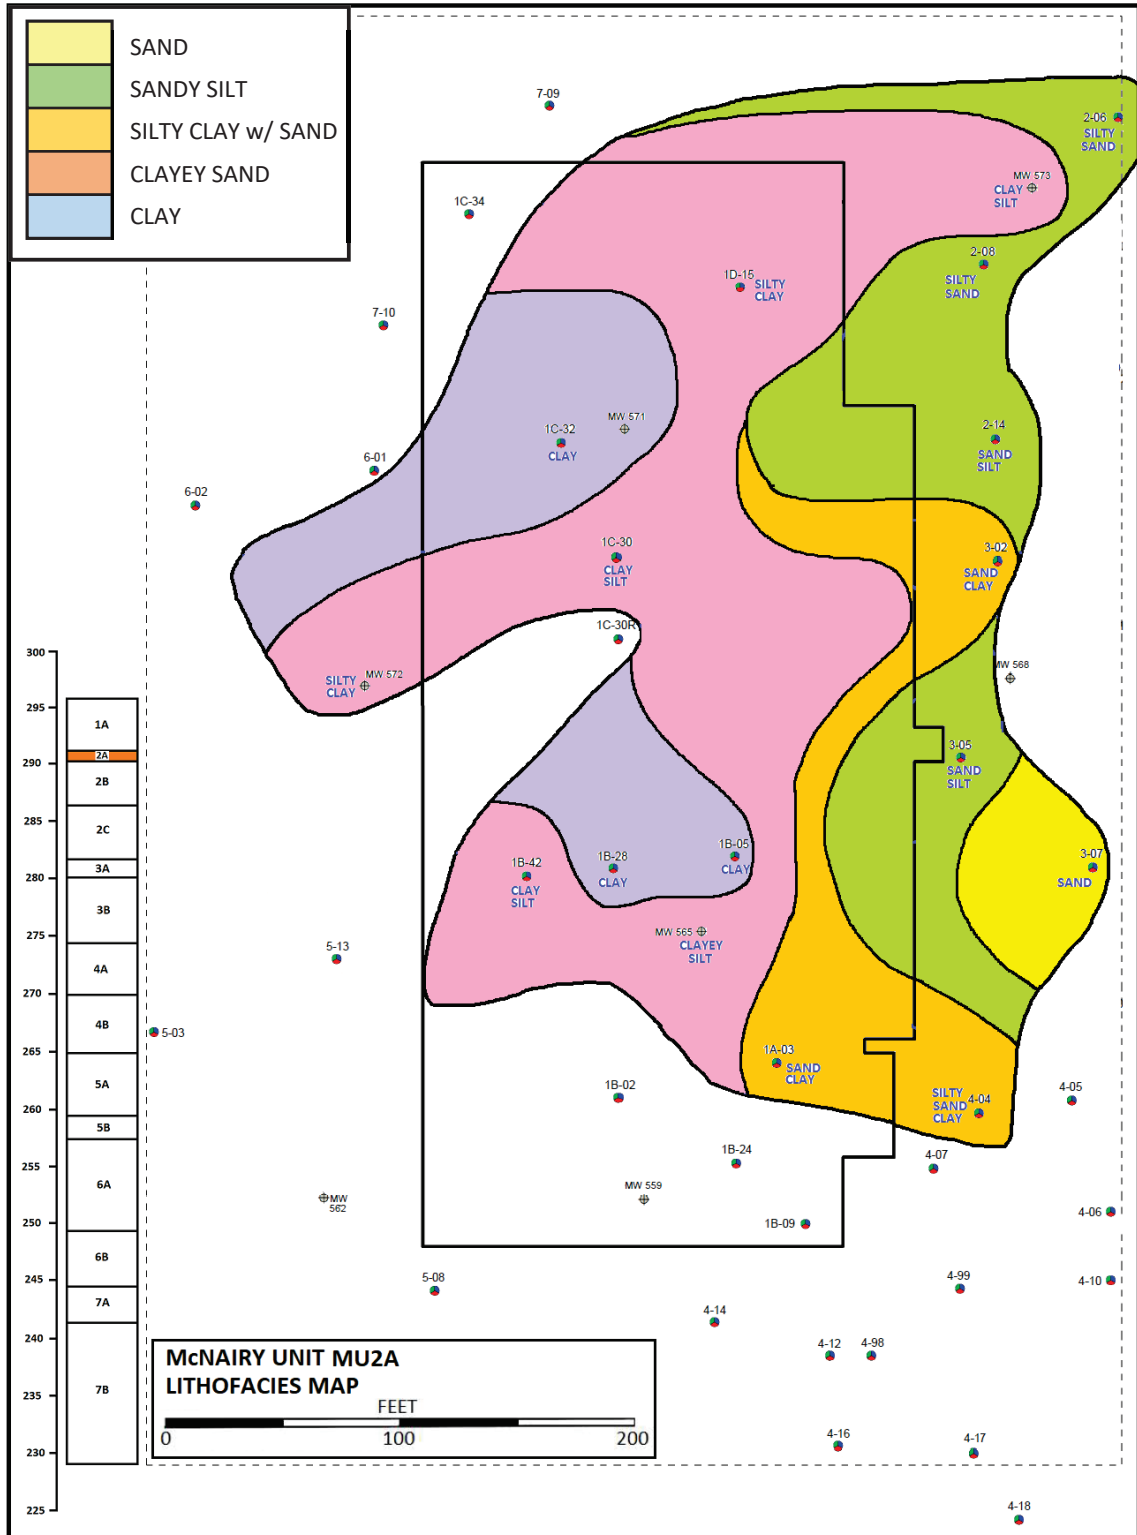 SAND
SANDY SILT
SILTY CLAY w/ SAND
CLAYEY SAND
CLAY
7-09
2-06
SILTY
SAND
MW 573
CLAY
SILT
1C-34
2-08
SILTY
SAND
1D-15
SILTY
CLAY
7-10
MW 571
1C-32
CLAY
2-14
SAND
SILT
6-01
6-02
1C-30
CLAY
SILT
3-02
SAND
CLAY
1C-30R
MW 568
MW 572
SILTY
CLAY
3-05
SAND
SILT
1B-05
CLAY
1B-28
CLAY
1B-42
CLAY
SILT
3-07
SAND
MW 565
CLAYEY
SILT
5-13
5-03
1A-03
SAND
CLAY
SILTY
SAND
CLAY
4-04
4-05
1B-02
1B-24
4-07
MW
562
MW 559
1B-09
4-06
5-08
4-99
4-10
4-14
4-12
4-98
4-16
4-17
4-18
300
295
290
285
280
275
270
265
260
255
250
245
240
235
230
225
1A
2A
2B
2C
3A
3B
4A
4B
5A
5B
6A
6B
7A
7B
McNAIRY UNIT MU2A
LITHOFACIES MAP
FEET
0 100 200